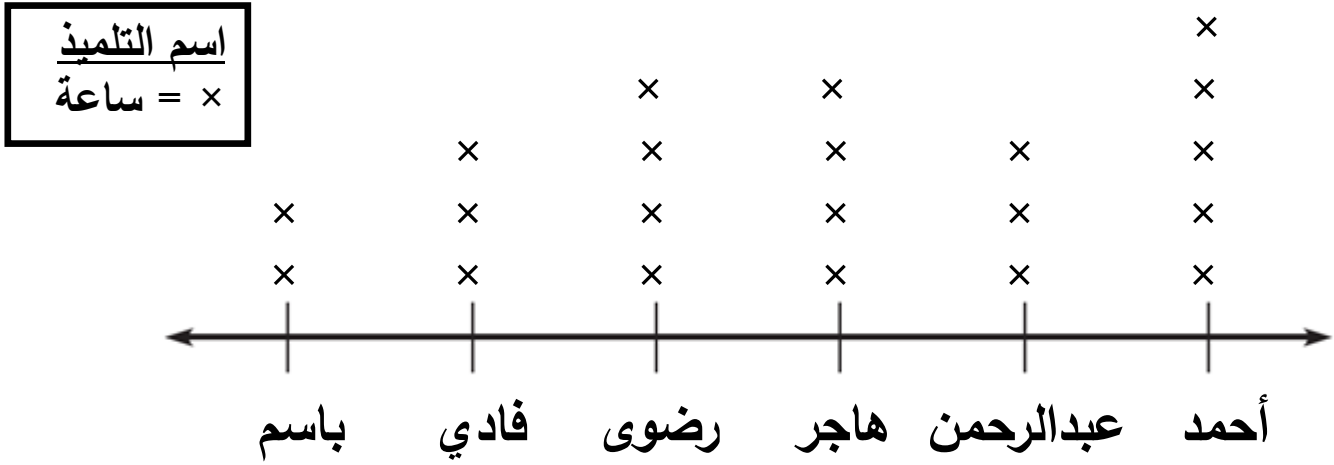 اسم التلميذ
× = ساعة
أحمد عبدالرحمن هاجر رضوى فادي باسم